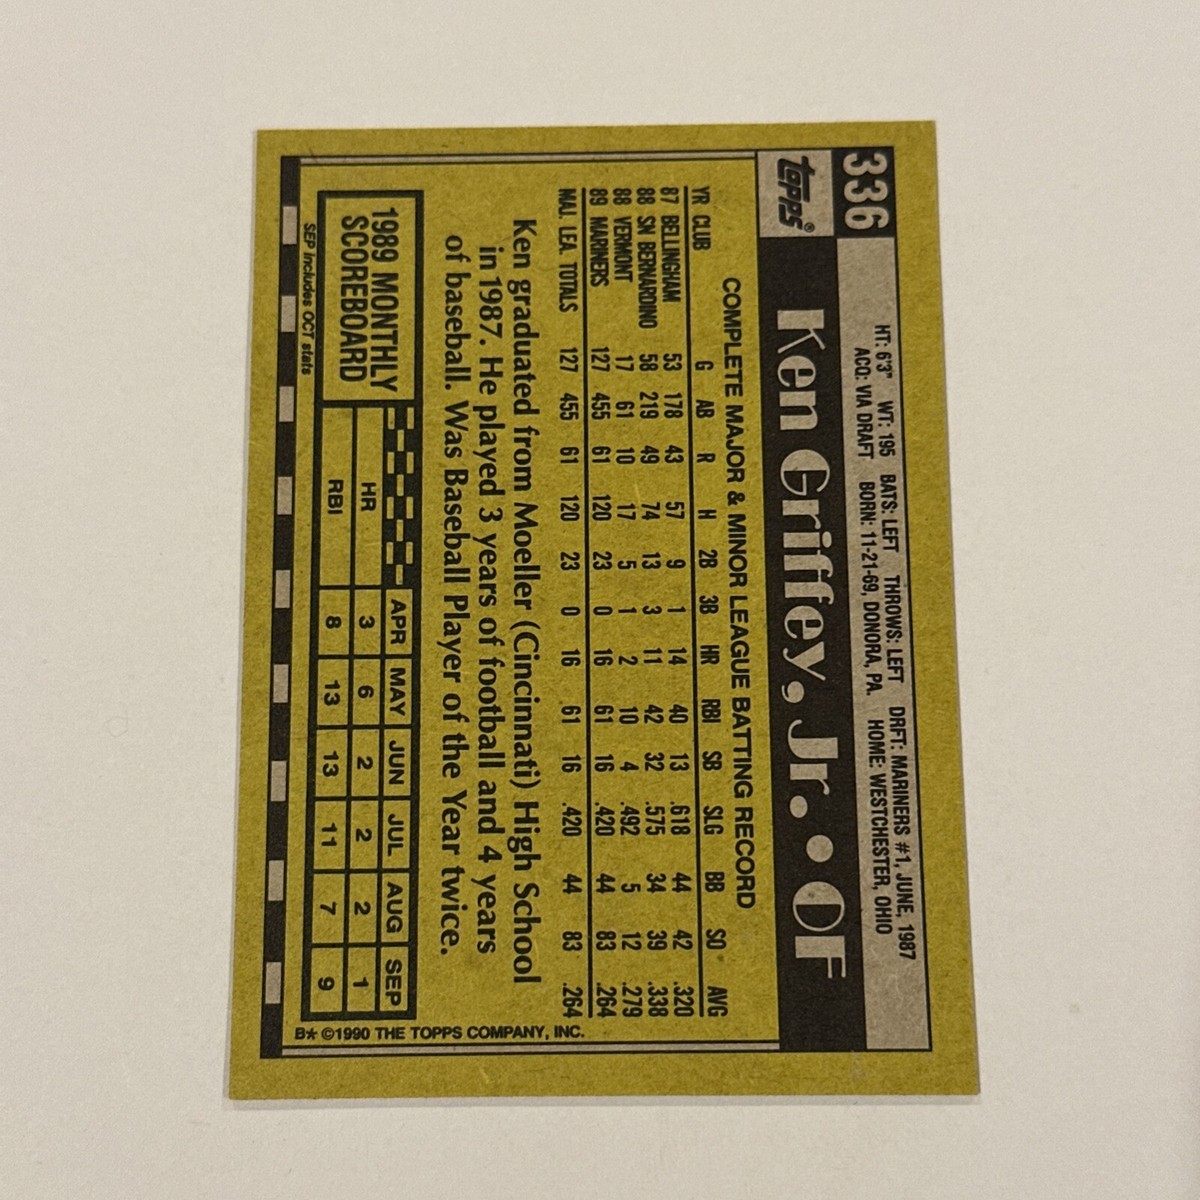 336
HT: 6'3" WT: 195 BATS: LEFT THROWS: LEFT DRFT: MARINERS #1, JUNE, 1987
ACQ: VIA DRAFT BORN: 11-21-69, DONORA, PA. HOME: WESTCHESTER, OHIO
topps® Ken Griffey, Jr. • OF
COMPLETE MAJOR & MINOR LEAGUE BATTING RECORD
YR CLUB G AB R H 2B 3B HR RBI SB SLG BB SO AVG
87 BELLINGHAM 53 178 43 57 9 1 14 40 13 .618 44 42 .320
88 SN BERNARDINO 58 219 49 74 13 3 11 42 32 .575 34 39 .338
88 VERMONT 17 61 10 17 5 1 2 10 4 .492 5 12 .279
89 MARINERS 127 455 61 120 23 0 16 61 16 .420 44 83 .264
MAJ. LEA. TOTALS 127 455 61 120 23 0 16 61 16 .420 44 83 .264
Ken graduated from Moeller (Cincinnati) High School
in 1987. He played 3 years of football and 4 years
of baseball. Was Baseball Player of the Year twice.
1989 MONTHLY
SCOREBOARD
APR MAY JUN JUL AUG SEP
HR 3 6 2 2 2 1
RBI 8 13 13 11 7 9
SEP includes OCT stats
B* ©1990 THE TOPPS COMPANY, INC.